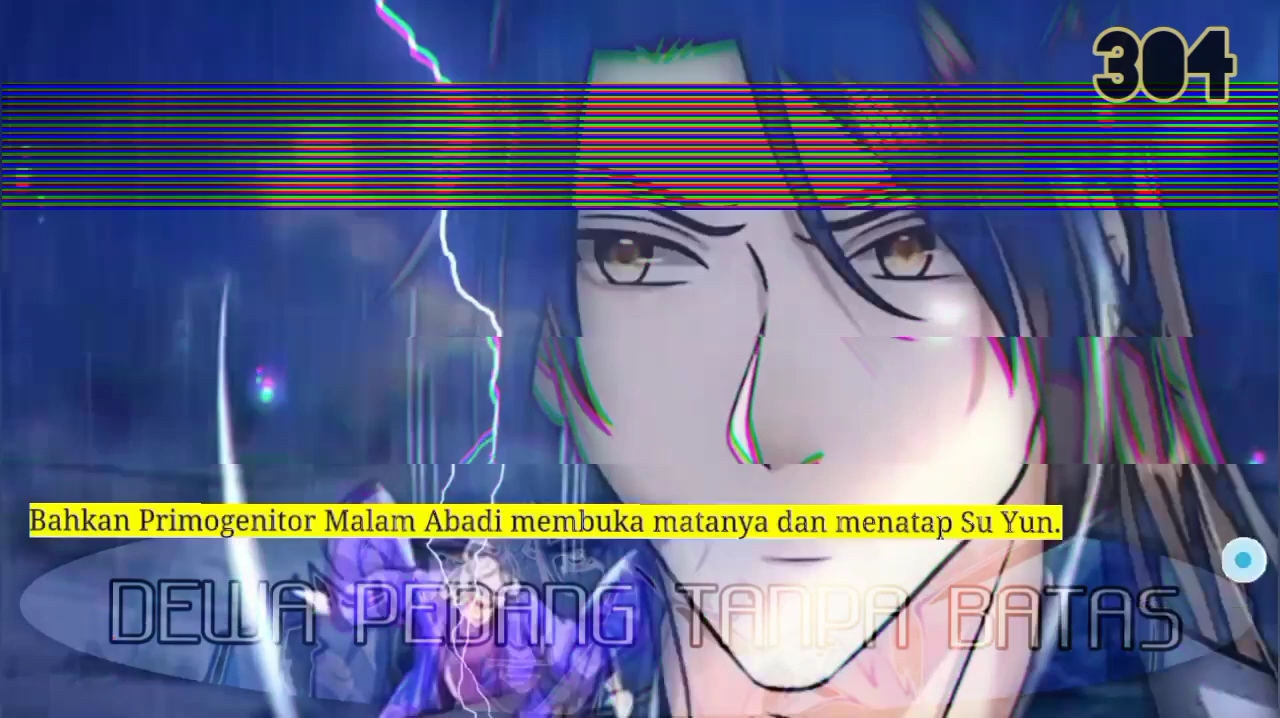 304
Bahkan Primogenitor Malam Abadi membuka matanya dan menatap Su Yun.
DEWA PEDANG TANPA BATAS